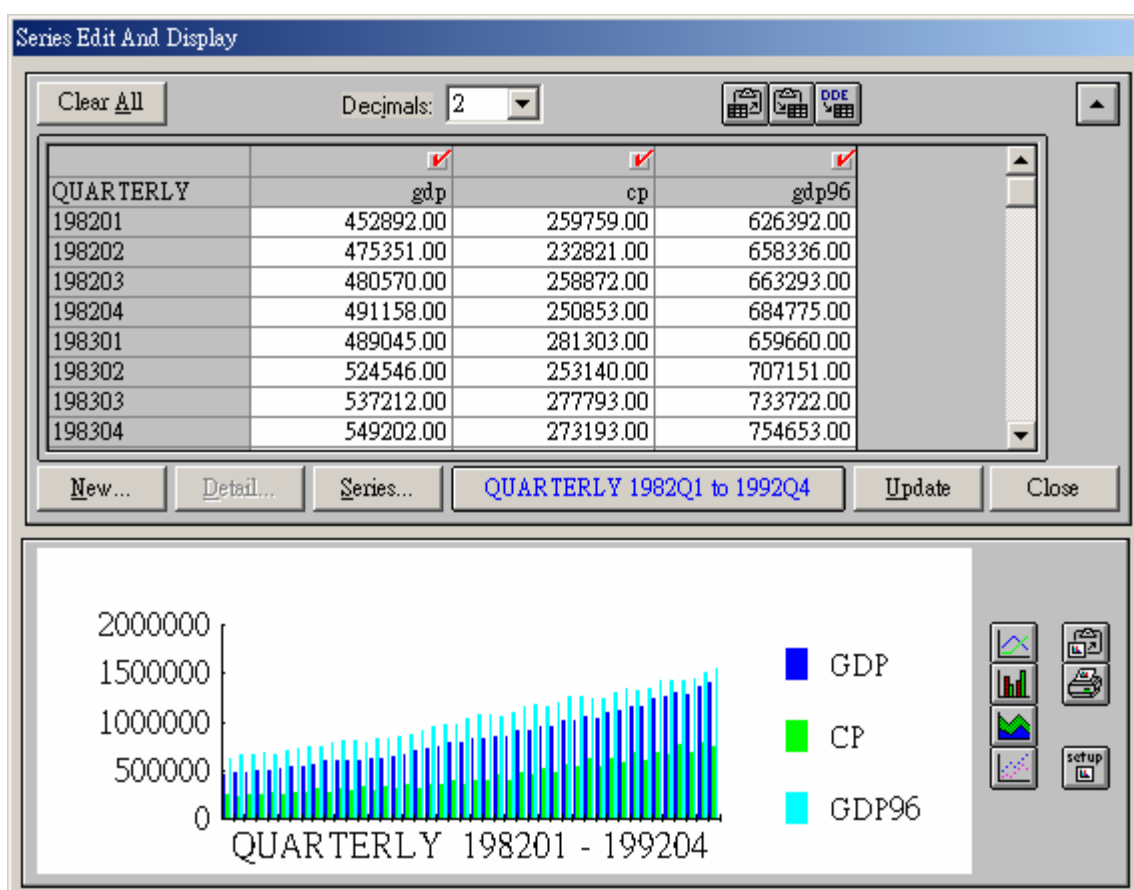 Series Edit And Display
Clear All Decimals: 2 DDE
QUARTERLY gdp cp gdp96
198201 452892.00 259759.00 626392.00
198202 475351.00 232821.00 658336.00
198203 480570.00 258872.00 663293.00
198204 491158.00 250853.00 684775.00
198301 489045.00 281303.00 659660.00
198302 524546.00 253140.00 707151.00
198303 537212.00 277793.00 733722.00
198304 549202.00 273193.00 754653.00
New... Detail... Series... QUARTERLY 1982Q1 to 1992Q4 Update Close
2000000
1500000
1000000
500000
0
QUARTERLY 198201 - 199204
GDP
CP
GDP96
setup